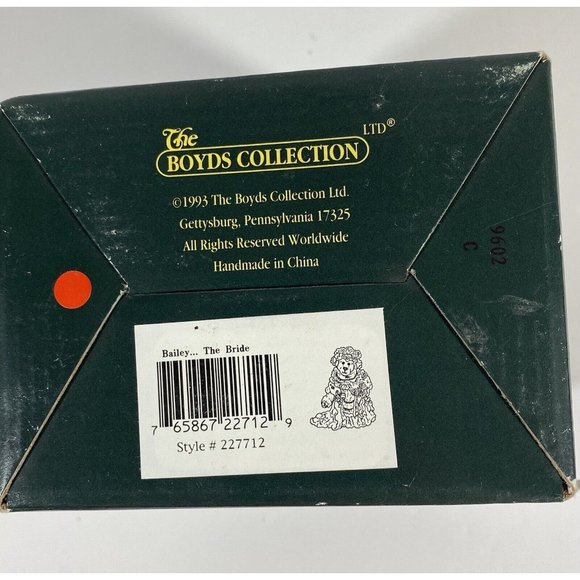 The
BOYDS COLLECTION LTD®
©1993 The Boyds Collection Ltd.
Gettysburg, Pennsylvania 17325
All Rights Reserved Worldwide
Handmade in China
9602
C
Bailey... The Bride
7 65867 22712 9
Style # 227712